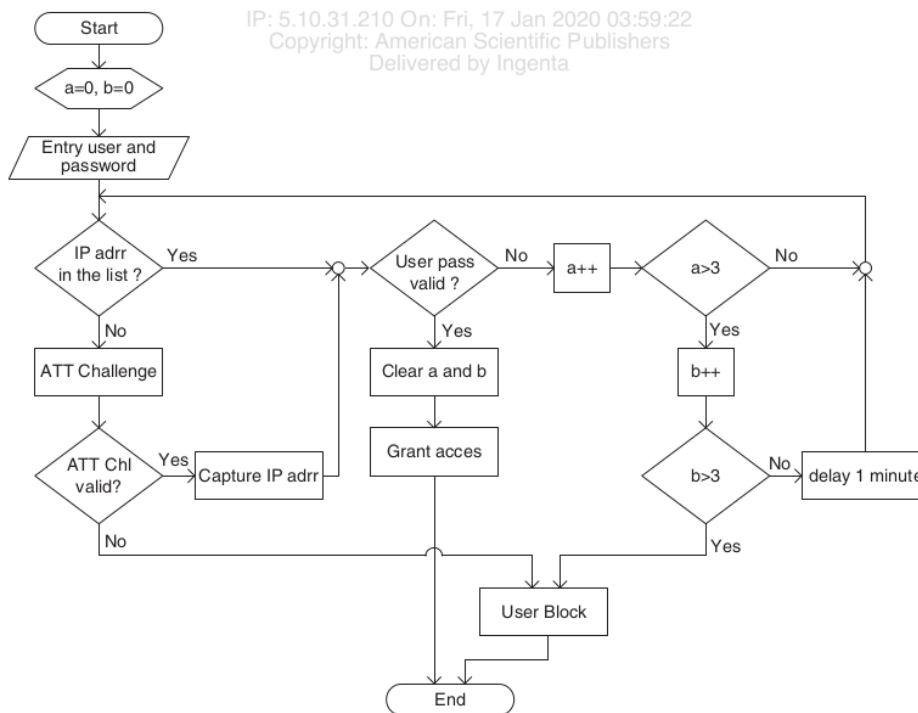 IP: 5.10.31.210 On: Fri, 17 Jan 2020 03:59:22
Copyright: American Scientific Publishers
Delivered by Ingenta
Start
a=0, b=0
Entry user and
password
IP adrr
in the list ?
Yes
No
ATT Challenge
ATT Chl
valid?
Yes
Capture IP adrr
No
User pass
valid ?
No
a++
a>3
No
Yes
Clear a and b
Grant acces
Yes
b++
b>3
No
delay 1 minute
Yes
User Block
End